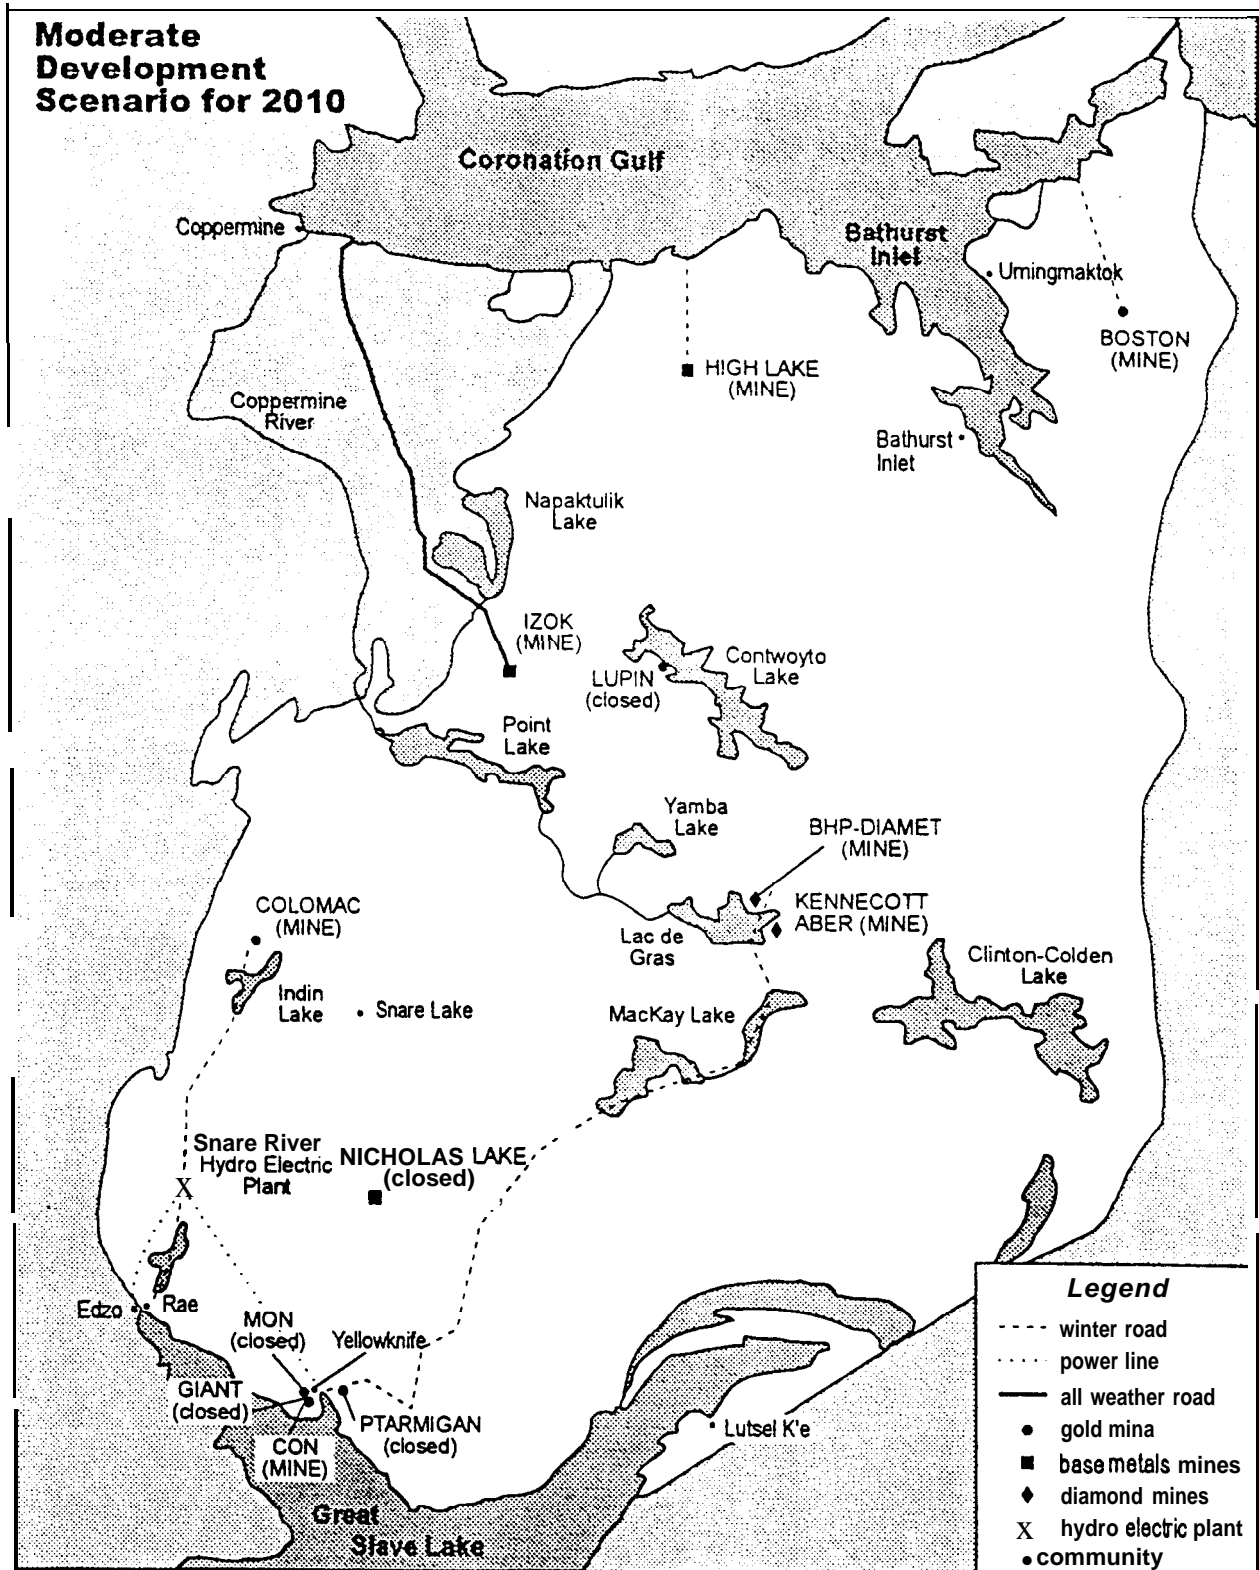 Moderate
Development
Scenario for 2010
Coronation Gulf
Coppermine
Bathurst
Inlet
Umingmaktok
BOSTON
(MINE)
HIGH LAKE
(MINE)
Coppermine
River
Bathurst
Inlet
Napaktulik
Lake
IZOK
(MINE)
LUPIN
(closed)
Contwoyto
Lake
Point
Lake
Yamba
Lake
BHP-DIAMET
(MINE)
KENNECOTT
ABER (MINE)
COLOMAC
(MINE)
Lac de
Gras
Clinton-Colden
Lake
Indin
Lake
Snare Lake
MacKay Lake
Snare River
Hydro Electric
Plant
NICHOLAS LAKE
(closed)
X
Edzo
Rae
MON
(closed)
Yellowknife
GIANT
(closed)
PTARMIGAN
(closed)
CON
(MINE)
Lutsel K'e
Great
Slave Lake
Legend
winter road
power line
all weather road
gold mina
base metals mines
diamond mines
X hydro electric plant
community